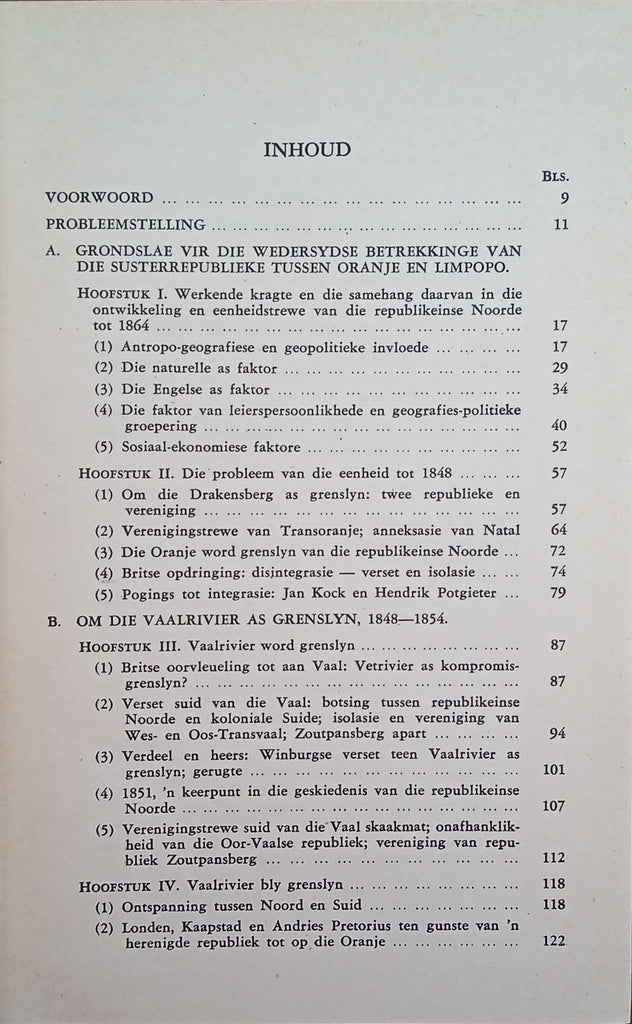 INHOUD
BLS.
VOORWOORD ... ... ... ... ... ... ... ... ... ... ... ... ... ... ... ... 9
PROBLEEMSTELLING ... ... ... ... ... ... ... ... ... ... ... ... ... ... 11
A. GRONDSLAE VIR DIE WEDERSYDSE BETREKKINGE VAN
DIE SUSTERREPUBLIEKE TUSSEN ORANJE EN LIMPOPO.
HOOFSTUK I. Werkende kragte en die samehang daarvan in die
ontwikkeling en eenheidstrewe van die republikeinse Noorde
tot 1864 ... ... ... ... ... ... ... ... ... ... ... ... ... ... ... ... 17
(1) Antropo-geografiese en geopolitieke invloede ... ... ... ... 17
(2) Die naturelle as faktor ... ... ... ... ... ... ... ... ... ... 29
(3) Die Engelse as faktor ... ... ... ... ... ... ... ... ... ... ... 34
(4) Die faktor van leierspersoonlikhede en geografies-politieke
groepering ... ... ... ... ... ... ... ... ... ... ... ... ... ... 40
(5) Sosiaal-ekonomiese faktore ... ... ... ... ... ... ... ... ... 52
HOOFSTUK II. Die probleem van die eenheid tot 1848 ... ... ... 57
(1) Om die Drakensberg as grenslyn: twee republieke en
vereniging ... ... ... ... ... ... ... ... ... ... ... ... ... ... 57
(2) Verenigingstrewe van Transoranje; anneksasie van Natal 64
(3) Die Oranje word grenslyn van die republikeinse Noorde ... 72
(4) Britse opdringing: disintegrasie — verset en isolasie ... ... 74
(5) Pogings tot integrasie: Jan Kock en Hendrik Potgieter ... 79
B. OM DIE VAALRIVIER AS GRENSLYN, 1848—1854.
HOOFSTUK III. Vaalrivier word grenslyn ... ... ... ... ... ... ... 87
(1) Britse oorvleueling tot aan Vaal: Vetrivier as kompromis-
grenslyn? ... ... ... ... ... ... ... ... ... ... ... ... ... ... 87
(2) Verset suid van die Vaal: botsing tussen republikeinse
Noorde en koloniale Suide; isolasie en vereniging van
Wes- en Oos-Transvaal; Zoutpansberg apart ... ... ... ... 94
(3) Verdeel en heers: Winburgse verset teen Vaalrivier as
grenslyn; gerugte ... ... ... ... ... ... ... ... ... ... ... ... 101
(4) 1851, 'n keerpunt in die geskiedenis van die republikeinse
Noorde ... ... ... ... ... ... ... ... ... ... ... ... ... ... ... 107
(5) Verenigingstrewe suid van die Vaal skaakmat; onafhanklik-
heid van die Oor-Vaalse republiek; vereniging van repu-
bliek Zoutpansberg ... ... ... ... ... ... ... ... ... ... ... 112
HOOFSTUK IV. Vaalrivier bly grenslyn ... ... ... ... ... ... ... ... 118
(1) Ontspanning tussen Noord en Suid ... ... ... ... ... ... ... 118
(2) Londen, Kaapstad en Andries Pretorius ten gunste van 'n
herenigde republiek tot op die Oranje ... ... ... ... ... ... 122